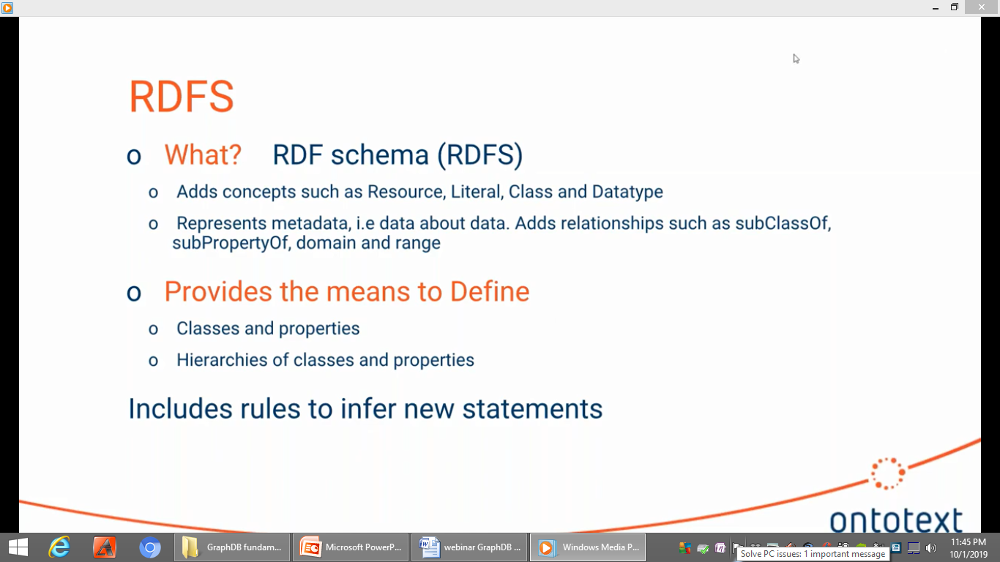 RDFS
o What? RDF schema (RDFS)
o Adds concepts such as Resource, Literal, Class and Datatype
o Represents metadata, i.e data about data. Adds relationships such as subClassOf,
subPropertyOf, domain and range
o Provides the means to Define
o Classes and properties
o Hierarchies of classes and properties
Includes rules to infer new statements
ontotext
GraphDB fundam...
Microsoft PowerP...
webinar GraphDB ...
Windows Media P...
Solve PC issues: 1 important message
11:45 PM
10/1/2019